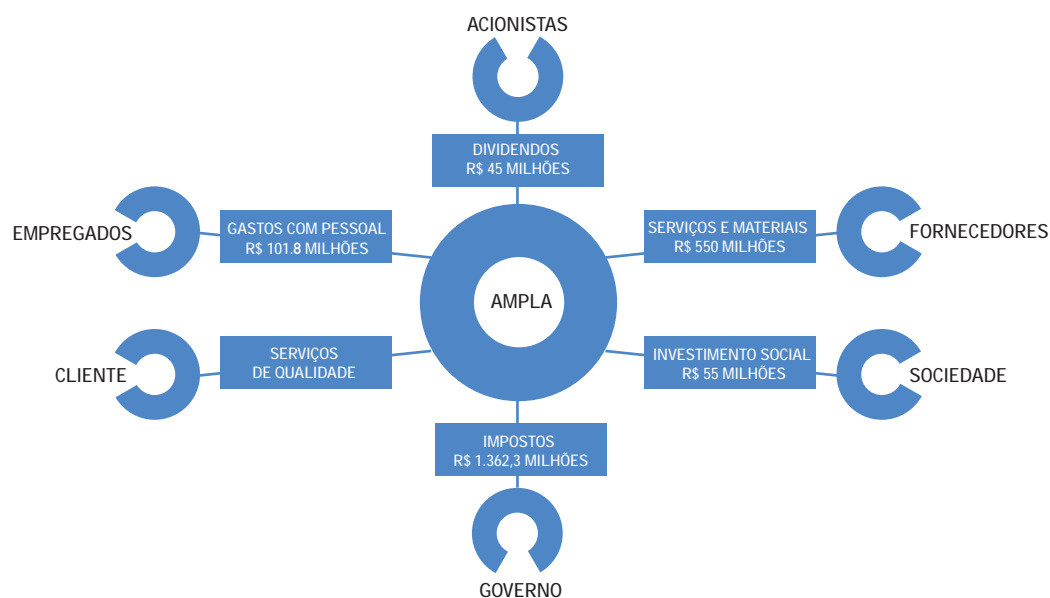 ACIONISTAS
DIVIDENDOS
R$ 45 MILHÕES
EMPREGADOS
GASTOS COM PESSOAL
R$ 101.8 MILHÕES
SERVIÇOS E MATERIAIS
R$ 550 MILHÕES
FORNECEDORES
AMPLA
CLIENTE
SERVIÇOS
DE QUALIDADE
INVESTIMENTO SOCIAL
R$ 55 MILHÕES
SOCIEDADE
IMPOSTOS
R$ 1.362,3 MILHÕES
GOVERNO